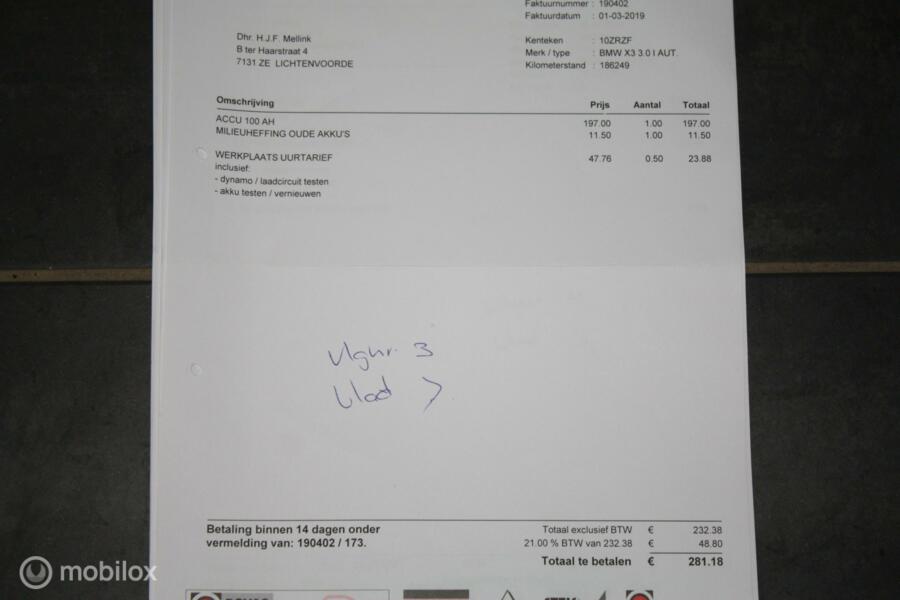 Faktuurnummer : 190402
Faktuurdatum : 01-03-2019
Dhr. H.J.F. Mellink
B ter Haarstraat 4
7131 ZE LICHTENVOORDE
Kenteken : 10ZRZF
Merk / type : BMW X3 3.0 I AUT.
Kilometerstand : 186249
Omschrijving Prijs Aantal Totaal
ACCU 100 AH 197.00 1.00 197.00
MILIEUHEFFING OUDE AKKU'S 11.50 1.00 11.50
WERKPLAATS UURTARIEF 47.76 0.50 23.88
inclusief:
- dynamo / laadcircuit testen
- akku testen / vernieuwen
Vlgnr. 3
Betaling binnen 14 dagen onder
vermelding van: 190402 / 173.
Totaal exclusief BTW € 232.38
21.00 % BTW van 232.38 € 48.80
Totaal te betalen € 281.18
mobilox